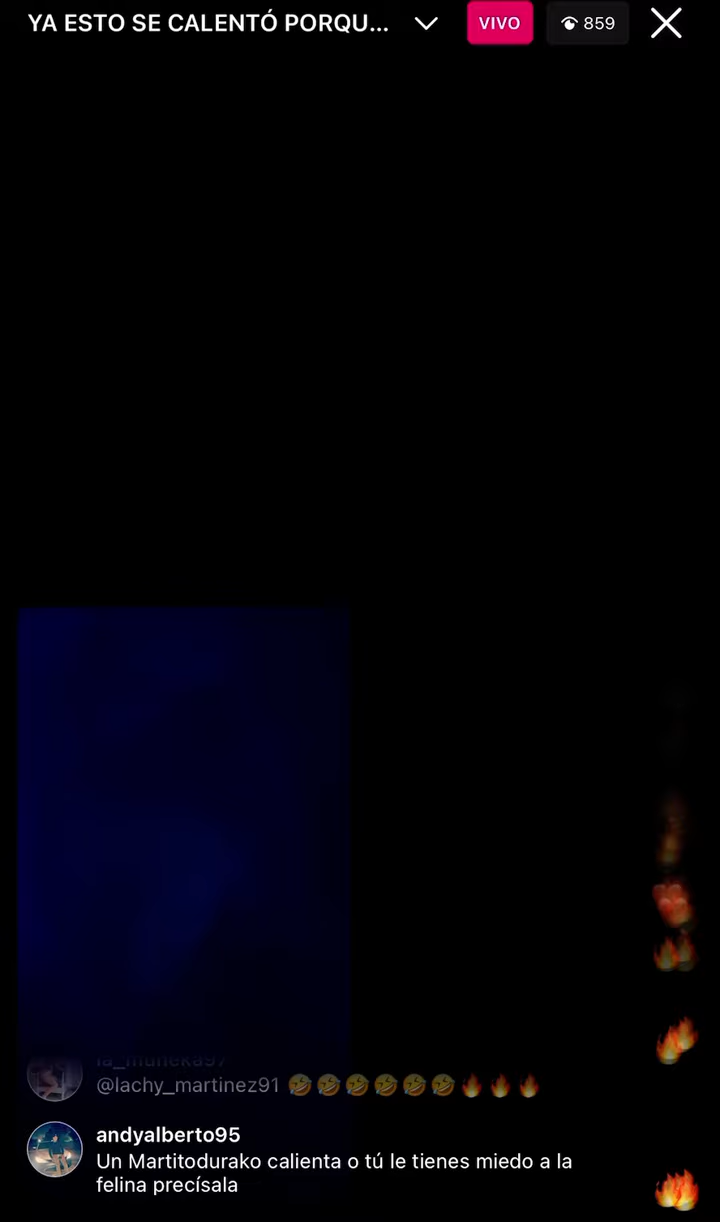 YA ESTO SE CALENTÓ PORQU...
VIVO
859
la_muneka97
@lachy_martinez91 🤣🤣🤣🤣🤣🤣🔥🔥🔥
andyalberto95
Un Martitodurako calienta o tú le tienes miedo a la
felina precísala